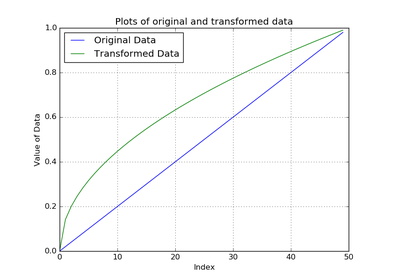 Plots of original and transformed data
1.0
Original Data
Transformed Data
0.8
0.6
0.4
0.2
0.0
Value of Data
0 10 20 30 40 50
Index